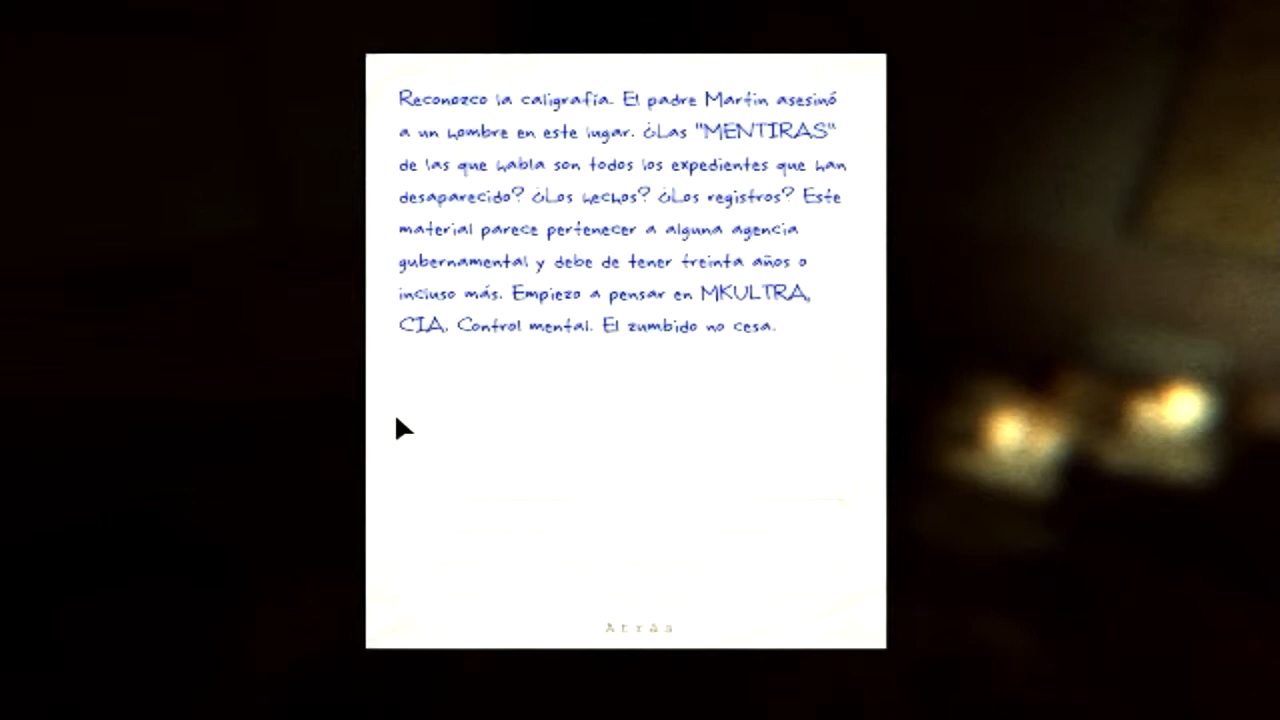 Reconozco la caligrafía. El padre Martin asesinó
a un hombre en este lugar. ¿Las "MENTIRAS"
de las que habla son todos los expedientes que han
desaparecido? ¿Los hechos? ¿Los registros? Este
material parece pertenecer a alguna agencia
gubernamental y debe de tener treinta años o
incluso más. Empiezo a pensar en MKULTRA,
CIA. Control mental. El zumbido no cesa.
Atrás